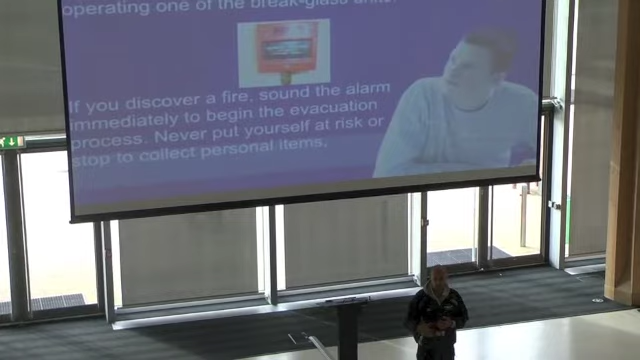 operating one of the break-glass units.
If you discover a fire, sound the alarm
immediately to begin the evacuation
process. Never put yourself at risk or
stop to collect personal items.